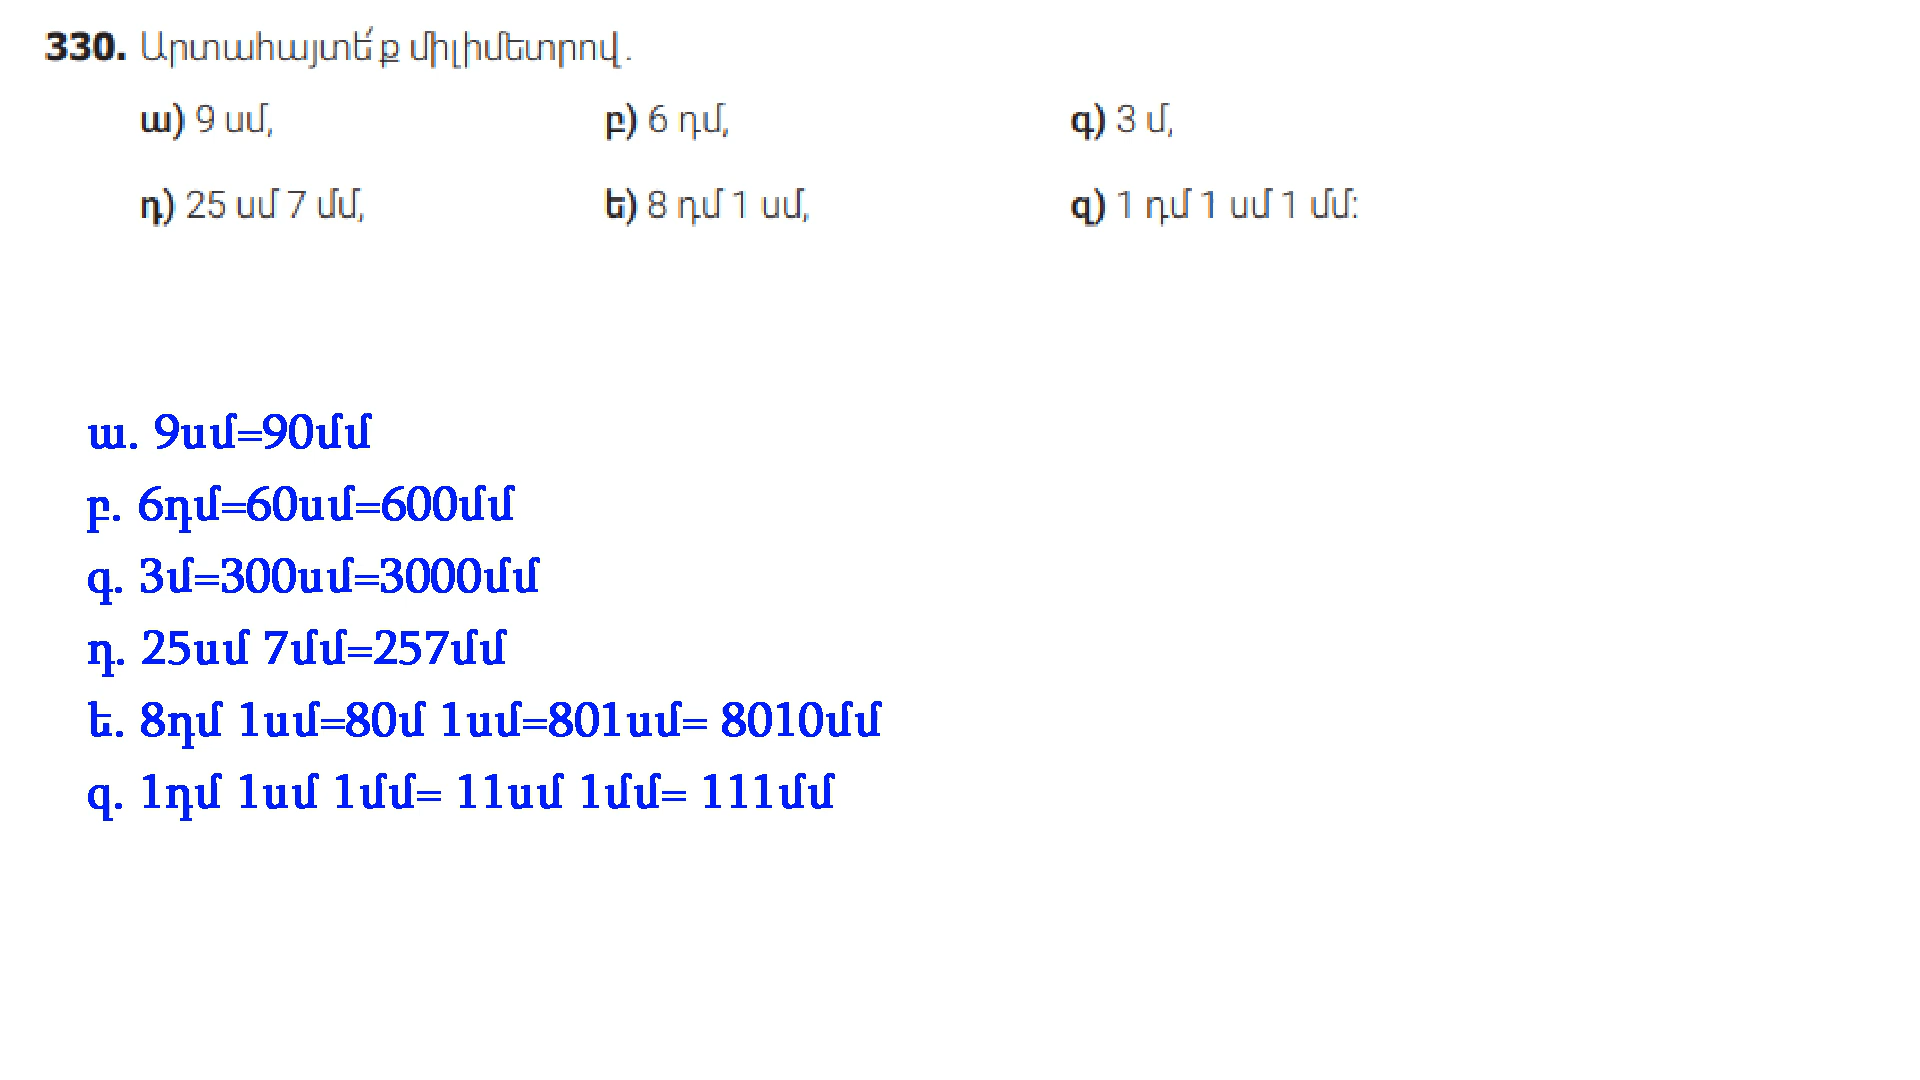 330. Արտահայտե՛ք միլիմետրով.
ա) 9 սմ, բ) 6 դմ, գ) 3 մ,
դ) 25 սմ 7 մմ, ե) 8 դմ 1 սմ, զ) 1 դմ 1 սմ 1 մմ:
ա. 9սմ=90մմ
բ. 6դմ=60սմ=600մմ
գ. 3մ=300սմ=3000մմ
դ. 25սմ 7մմ=257մմ
ե. 8դմ 1սմ=80մ 1սմ=801սմ= 8010մմ
զ. 1դմ 1սմ 1մմ= 11սմ 1մմ= 111մմ